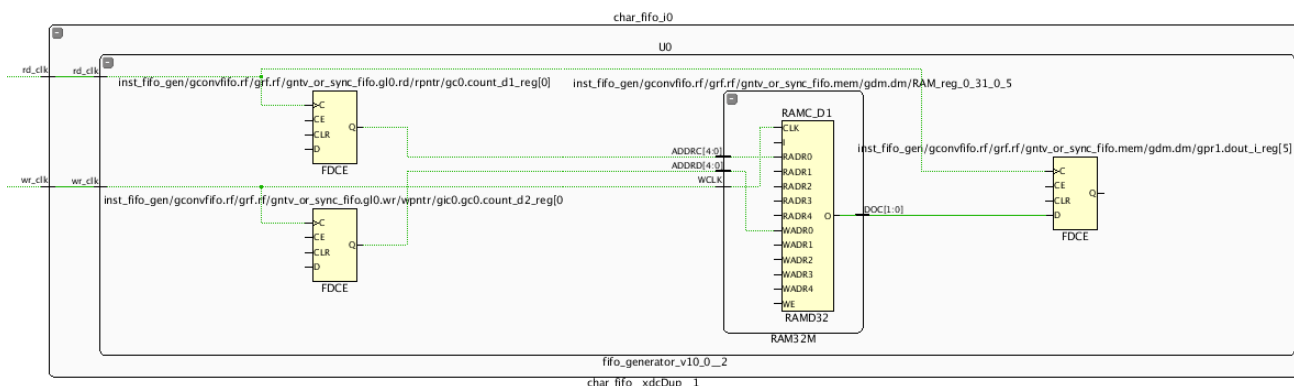 char_fifo_i0
U0
rd_clk
rd_clk
inst_fifo_gen/gconvfifo.rf/grf.rf/gntv_or_sync_fifo.gl0.rd/rpntr/gc0.count_d1_reg[0]
C
CE
CLR
D
Q
FDCE
inst_fifo_gen/gconvfifo.rf/grf.rf/gntv_or_sync_fifo.mem/gdm.dm/RAM_reg_0_31_0_5
RAMC_D1
CLK
I
RADR0
RADR1
RADR2
RADR3
RADR4
WADR0
WADR1
WADR2
WADR3
WADR4
WE
O
RAMD32
RAM32M
ADDRC[4:0]
ADDRD[4:0]
WCLK
DOC[1:0]
inst_fifo_gen/gconvfifo.rf/grf.rf/gntv_or_sync_fifo.mem/gdm.dm/gpr1.dout_i_reg[5]
C
CE
CLR
D
Q
FDCE
wr_clk
wr_clk
inst_fifo_gen/gconvfifo.rf/grf.rf/gntv_or_sync_fifo.gl0.wr/wpntr/gic0.gc0.count_d2_reg[0
C
CE
CLR
D
Q
FDCE
fifo_generator_v10_0__2
char_fifo__xdcDup__1